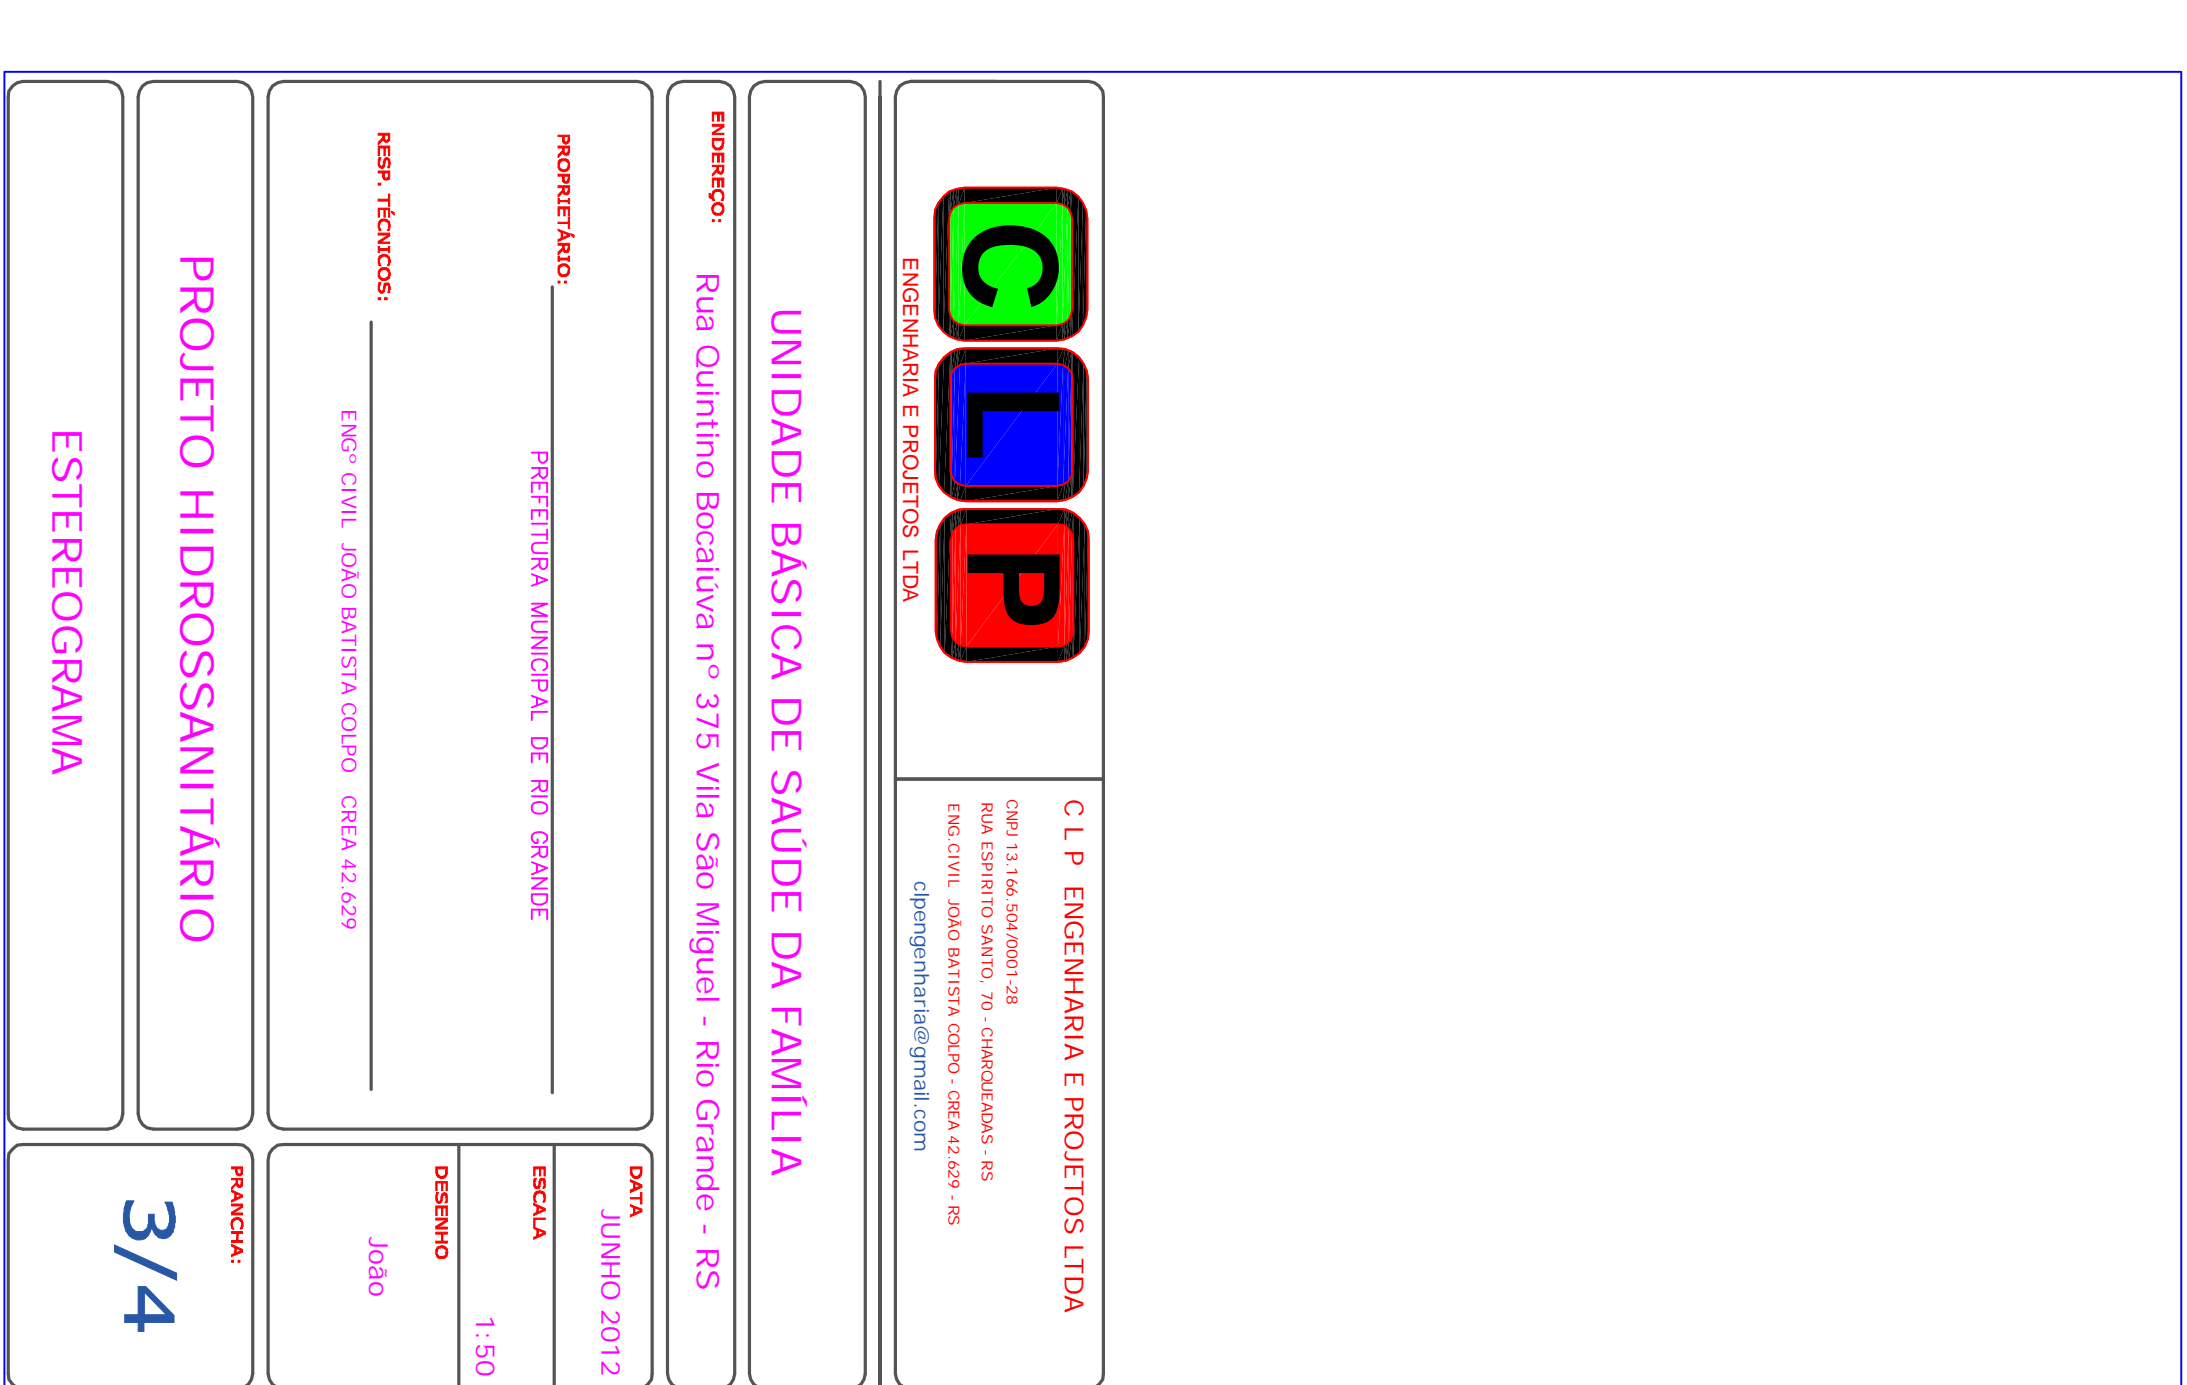 C L P
ENGENHARIA E PROJETOS LTDA
C L P ENGENHARIA E PROJETOS LTDA
CNPJ 13.166.504/0001-28
RUA ESPIRITO SANTO, 70 - CHARQUEADAS - RS
ENG.CIVIL JOÃO BATISTA COLPO - CREA 42.629 - RS
clpengenharia@gmail.com
UNIDADE BÁSICA DE SAÚDE DA FAMÍLIA
ENDEREÇO:
Rua Quintino Bocaiúva nº 375 Vila São Miguel - Rio Grande - RS
PROPRIETÁRIO:
PREFEITURA MUNICIPAL DE RIO GRANDE
RESP. TÉCNICOS:
ENGº CIVIL JOÃO BATISTA COLPO CREA 42.629
DATA
JUNHO 2012
ESCALA
1:50
DESENHO
João
PROJETO HIDROSSANITÁRIO
ESTEREOGRAMA
PRANCHA:
3/4